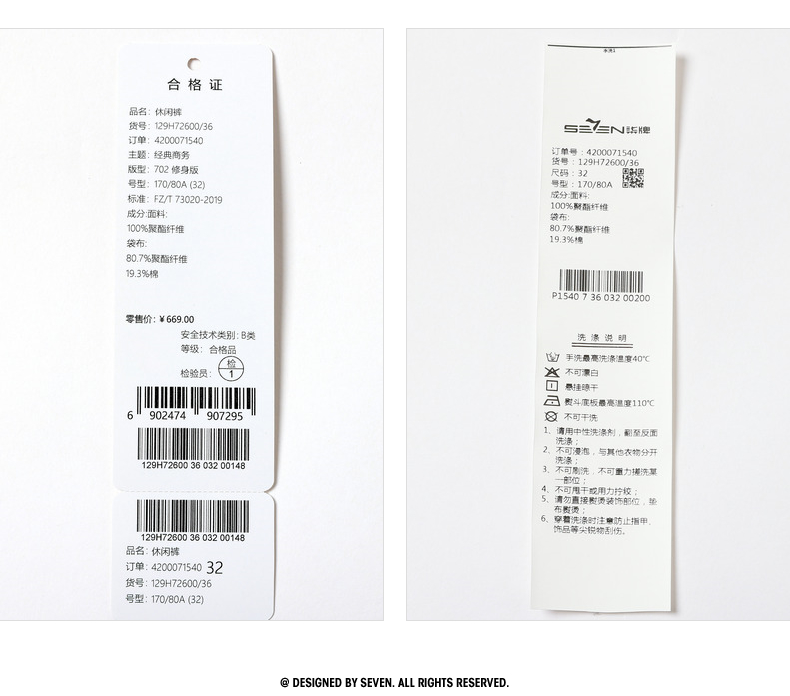 合格证
品名：休闲裤
货号：129H72600/36
订单：4200071540
主题：经典商务
版型：702 修身版
号型：170/80A (32)
标准：FZ/T 73020-2019
成分:面料:
100%聚酯纤维
袋布:
80.7%聚酯纤维
19.3%棉
零售价：￥669.00
安全技术类别：B类
等级：合格品
检验员：检 1
6 902474 907295
129H72600 36 032 00148
129H72600 36 032 00148
品名：休闲裤
订单：4200071540 32
货号：129H72600/36
号型：170/80A (32)
水洗1
SEVEN柒牌
订单号：4200071540
货号：129H72600/36
尺码：32
号型：170/80A
成分:面料:
100%聚酯纤维
袋布:
80.7%聚酯纤维
19.3%棉
P1540 7 36 032 00200
洗涤说明
手洗最高洗涤温度40℃
不可漂白
悬挂晾干
熨斗底板最高温度110℃
不可干洗
1、请用中性洗涤剂，翻至反面
洗涤；
2、不可浸泡，与其他衣物分开
洗涤；
3、不可刷洗，不可重力搓洗某
一部位；
4、不可甩干或用力拧绞；
5、请勿直接熨烫装饰部位，垫
布熨烫；
6、穿着洗涤时注意防止指甲、
饰品等尖锐物刮伤。
@ DESIGNED BY SEVEN. ALL RIGHTS RESERVED.